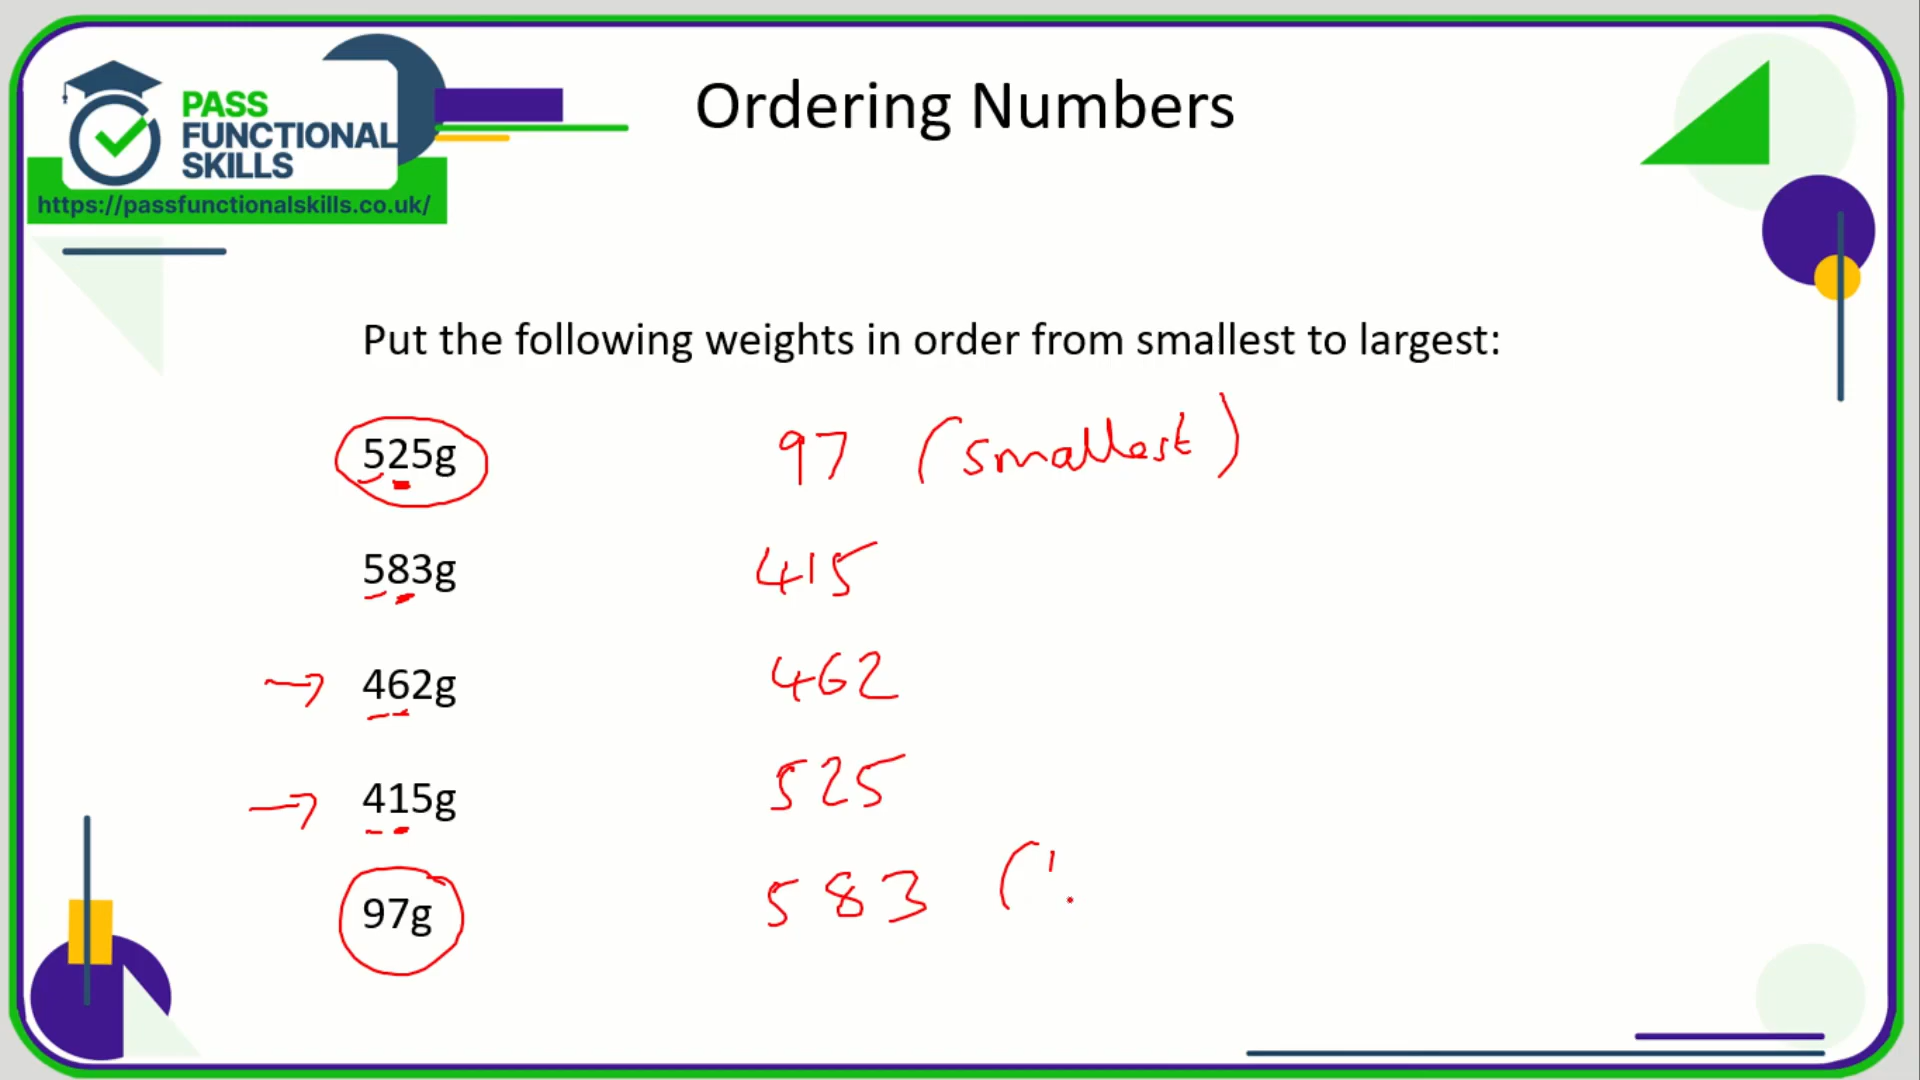 PASS
FUNCTIONAL
SKILLS
https://passfunctionalskills.co.uk/
Ordering Numbers
Put the following weights in order from smallest to largest:
525g 97 (smallest)
583g 415
462g 462
415g 525
97g 583 (